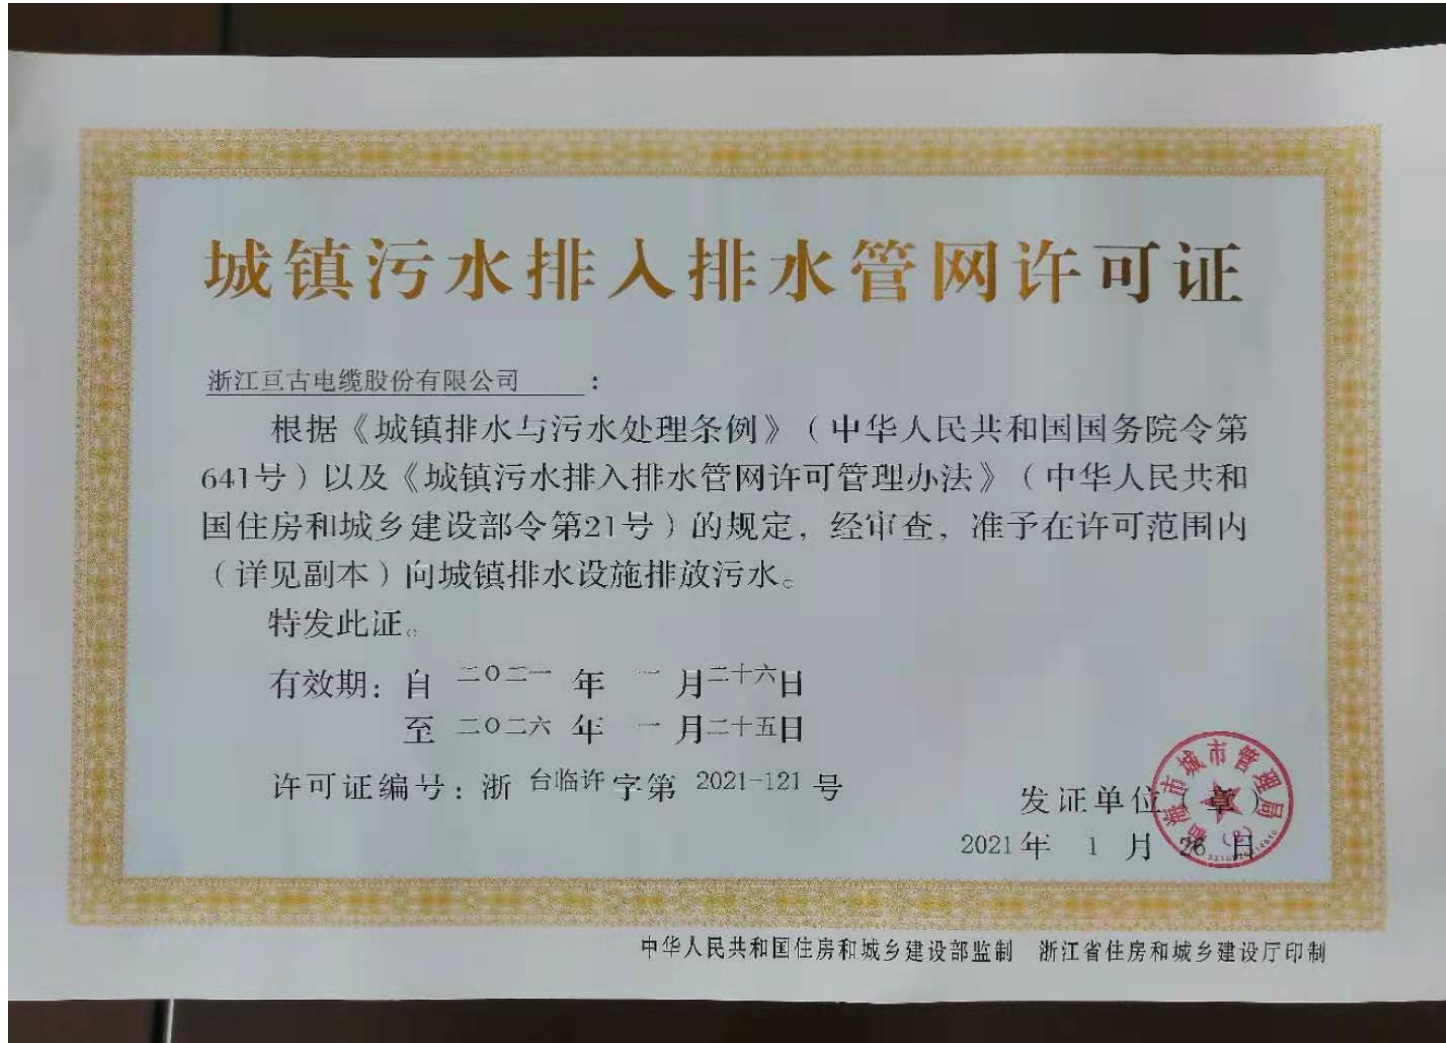 城镇污水排入排水管网许可证
浙江亘古电缆股份有限公司：
根据《城镇排水与污水处理条例》（中华人民共和国国务院令第
641号）以及《城镇污水排入排水管网许可管理办法》（中华人民共和
国住房和城乡建设部令第21号）的规定，经审查，准予在许可范围内
（详见副本）向城镇排水设施排放污水。
特发此证。
有效期：自 二〇二一 年 一 月二十六日
至 二〇二六 年 一 月二十五日
许可证编号：浙 台临许 字第 2021-121 号
发证单位（章）
2021年 1 月 26 日
海市城市管理局
中华人民共和国住房和城乡建设部监制 浙江省住房和城乡建设厅印制